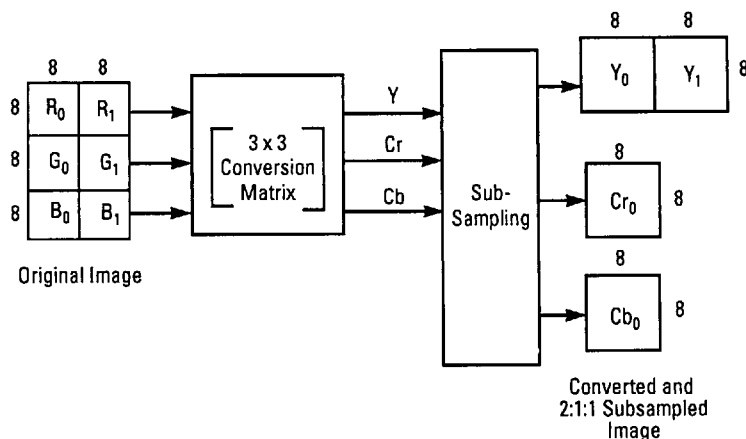 8 8
8 R0 R1
8 G0 G1
8 B0 B1
Original Image
3 x 3
Conversion
Matrix
Y
Cr
Cb
Sub-
Sampling
8 8
Y0 Y1 8
8
Cr0 8
8
Cb0 8
Converted and
2:1:1 Subsampled
Image